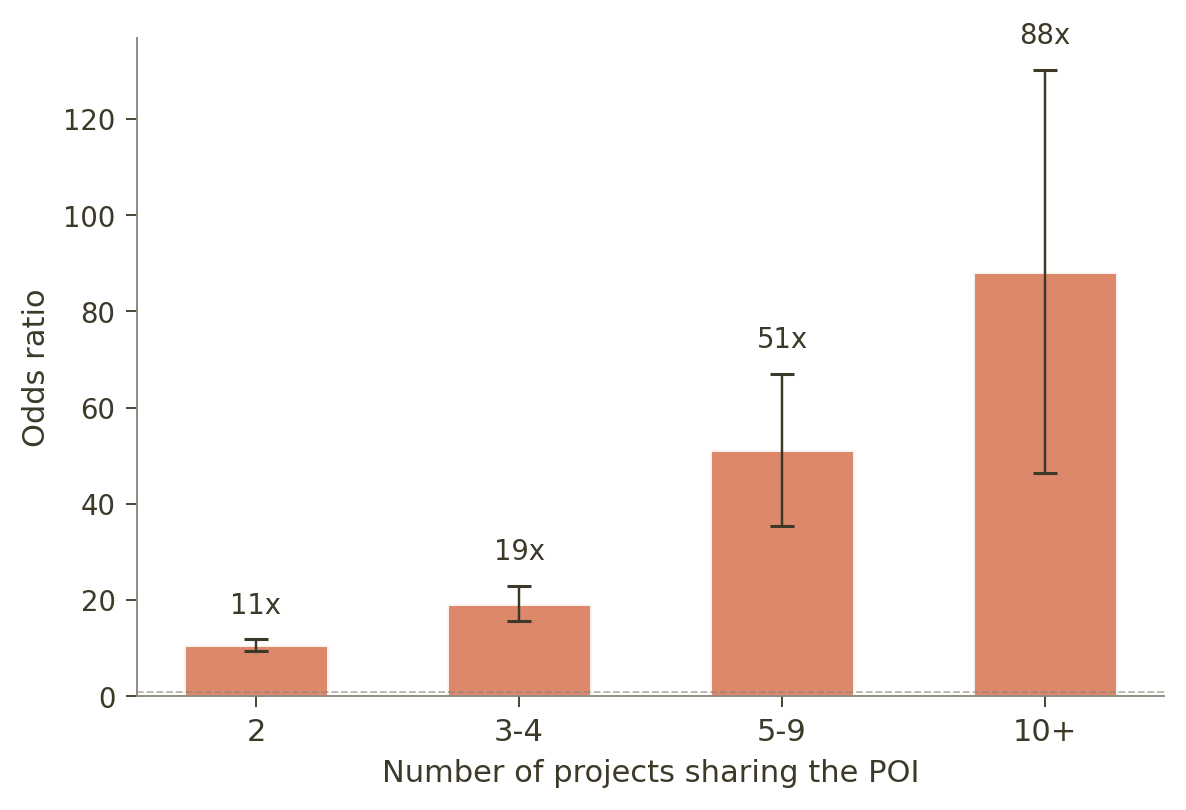 88x
120
100
80
51x
60
40
19x
20
11x
0
2
3-4
5-9
10+
Odds ratio
Number of projects sharing the POI